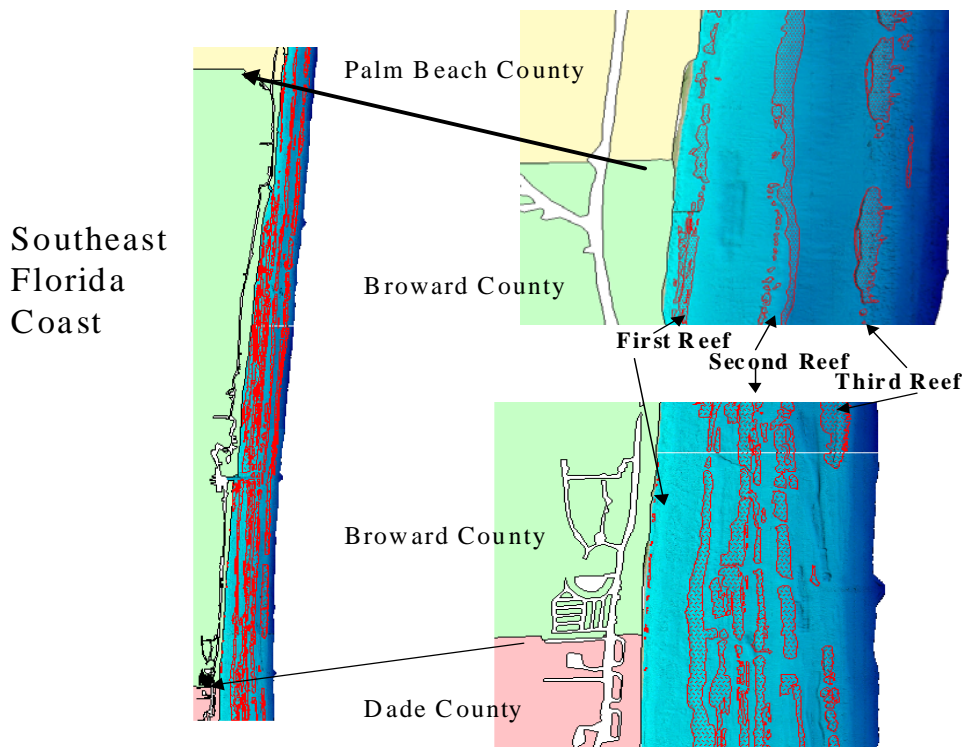 Palm Beach County
Southeast
Florida
Coast
Broward County
First Reef
Second Reef
Third Reef
Broward County
Dade County